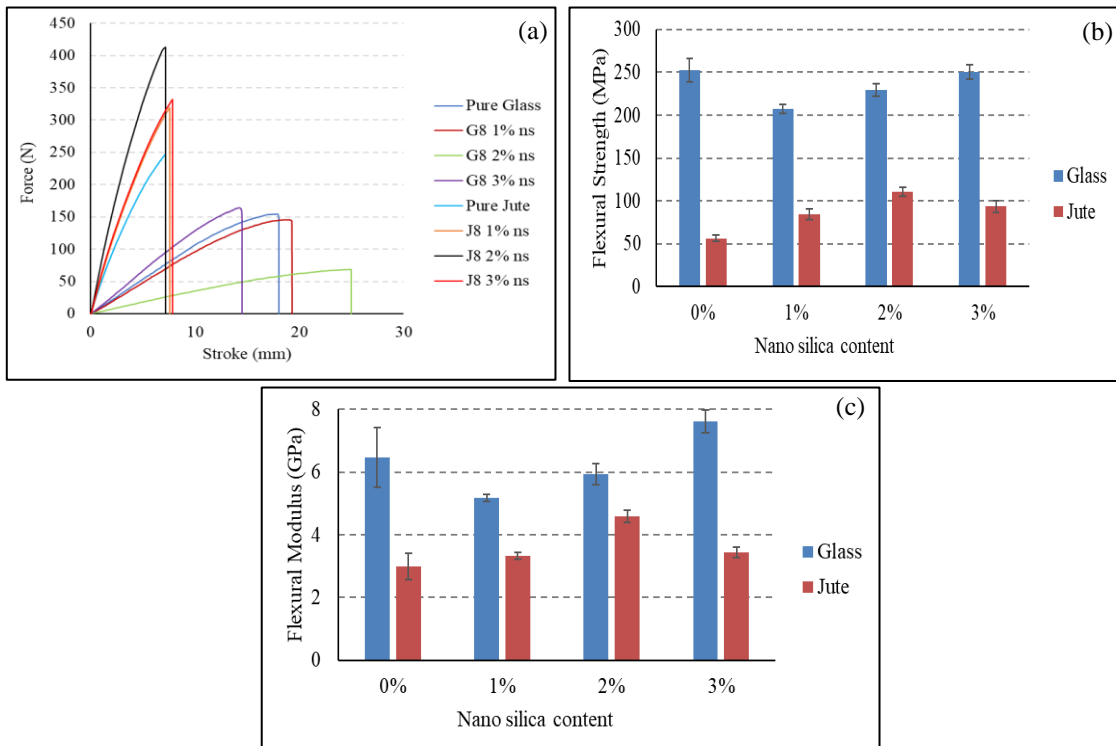 (a)
450
400
350
300
250
200
150
100
50
0
Force (N)
0 10 20 30
Stroke (mm)
Pure Glass
G8 1% ns
G8 2% ns
G8 3% ns
Pure Jute
J8 1% ns
J8 2% ns
J8 3% ns
(b)
300
250
200
150
100
50
0
Flexural Strength (MPa)
0% 1% 2% 3%
Nano silica content
Glass
Jute
(c)
8
6
4
2
0
Flexural Modulus (GPa)
0% 1% 2% 3%
Nano silica content
Glass
Jute